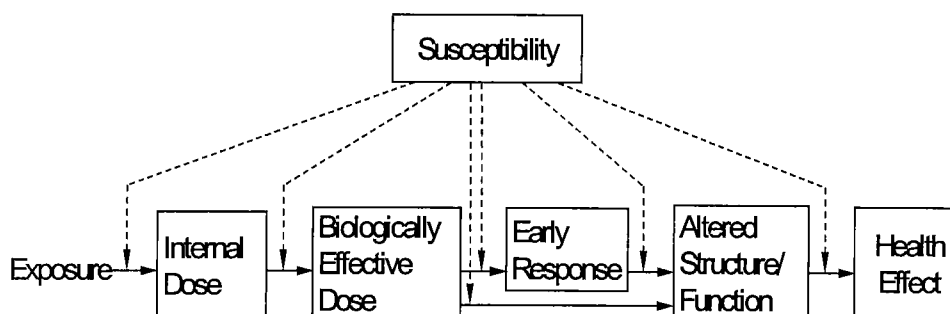 Susceptibility
Exposure
Internal
Dose
Biologically
Effective
Dose
Early
Response
Altered
Structure/
Function
Health
Effect